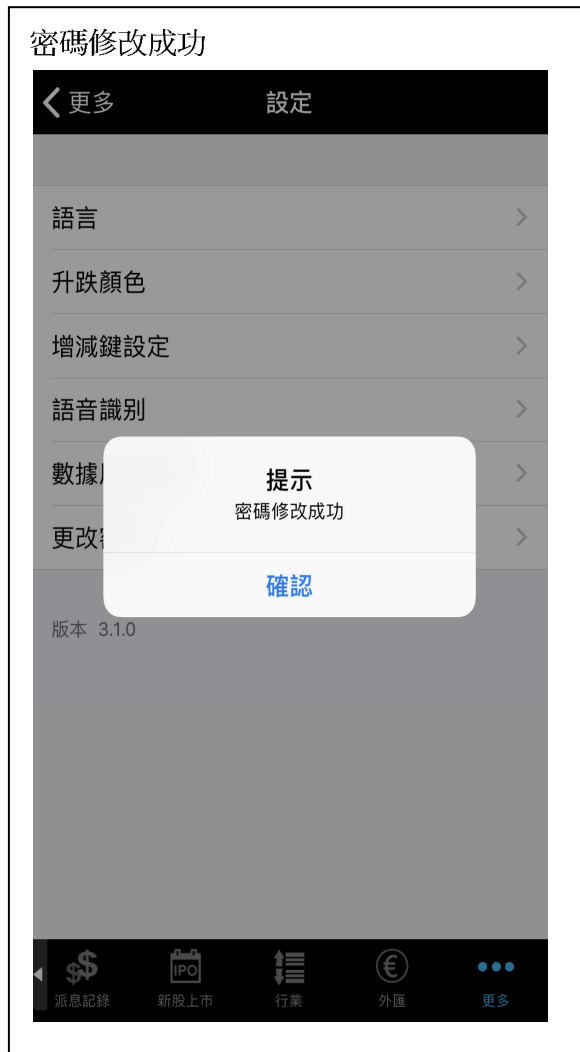 密碼修改成功
更多
設定
語言
升跌顏色
增減鍵設定
語音識別
數據
提示
密碼修改成功
更改
確認
版本 3.1.0
$$
IPO
€
派息記錄
新股上市
行業
外匯
更多